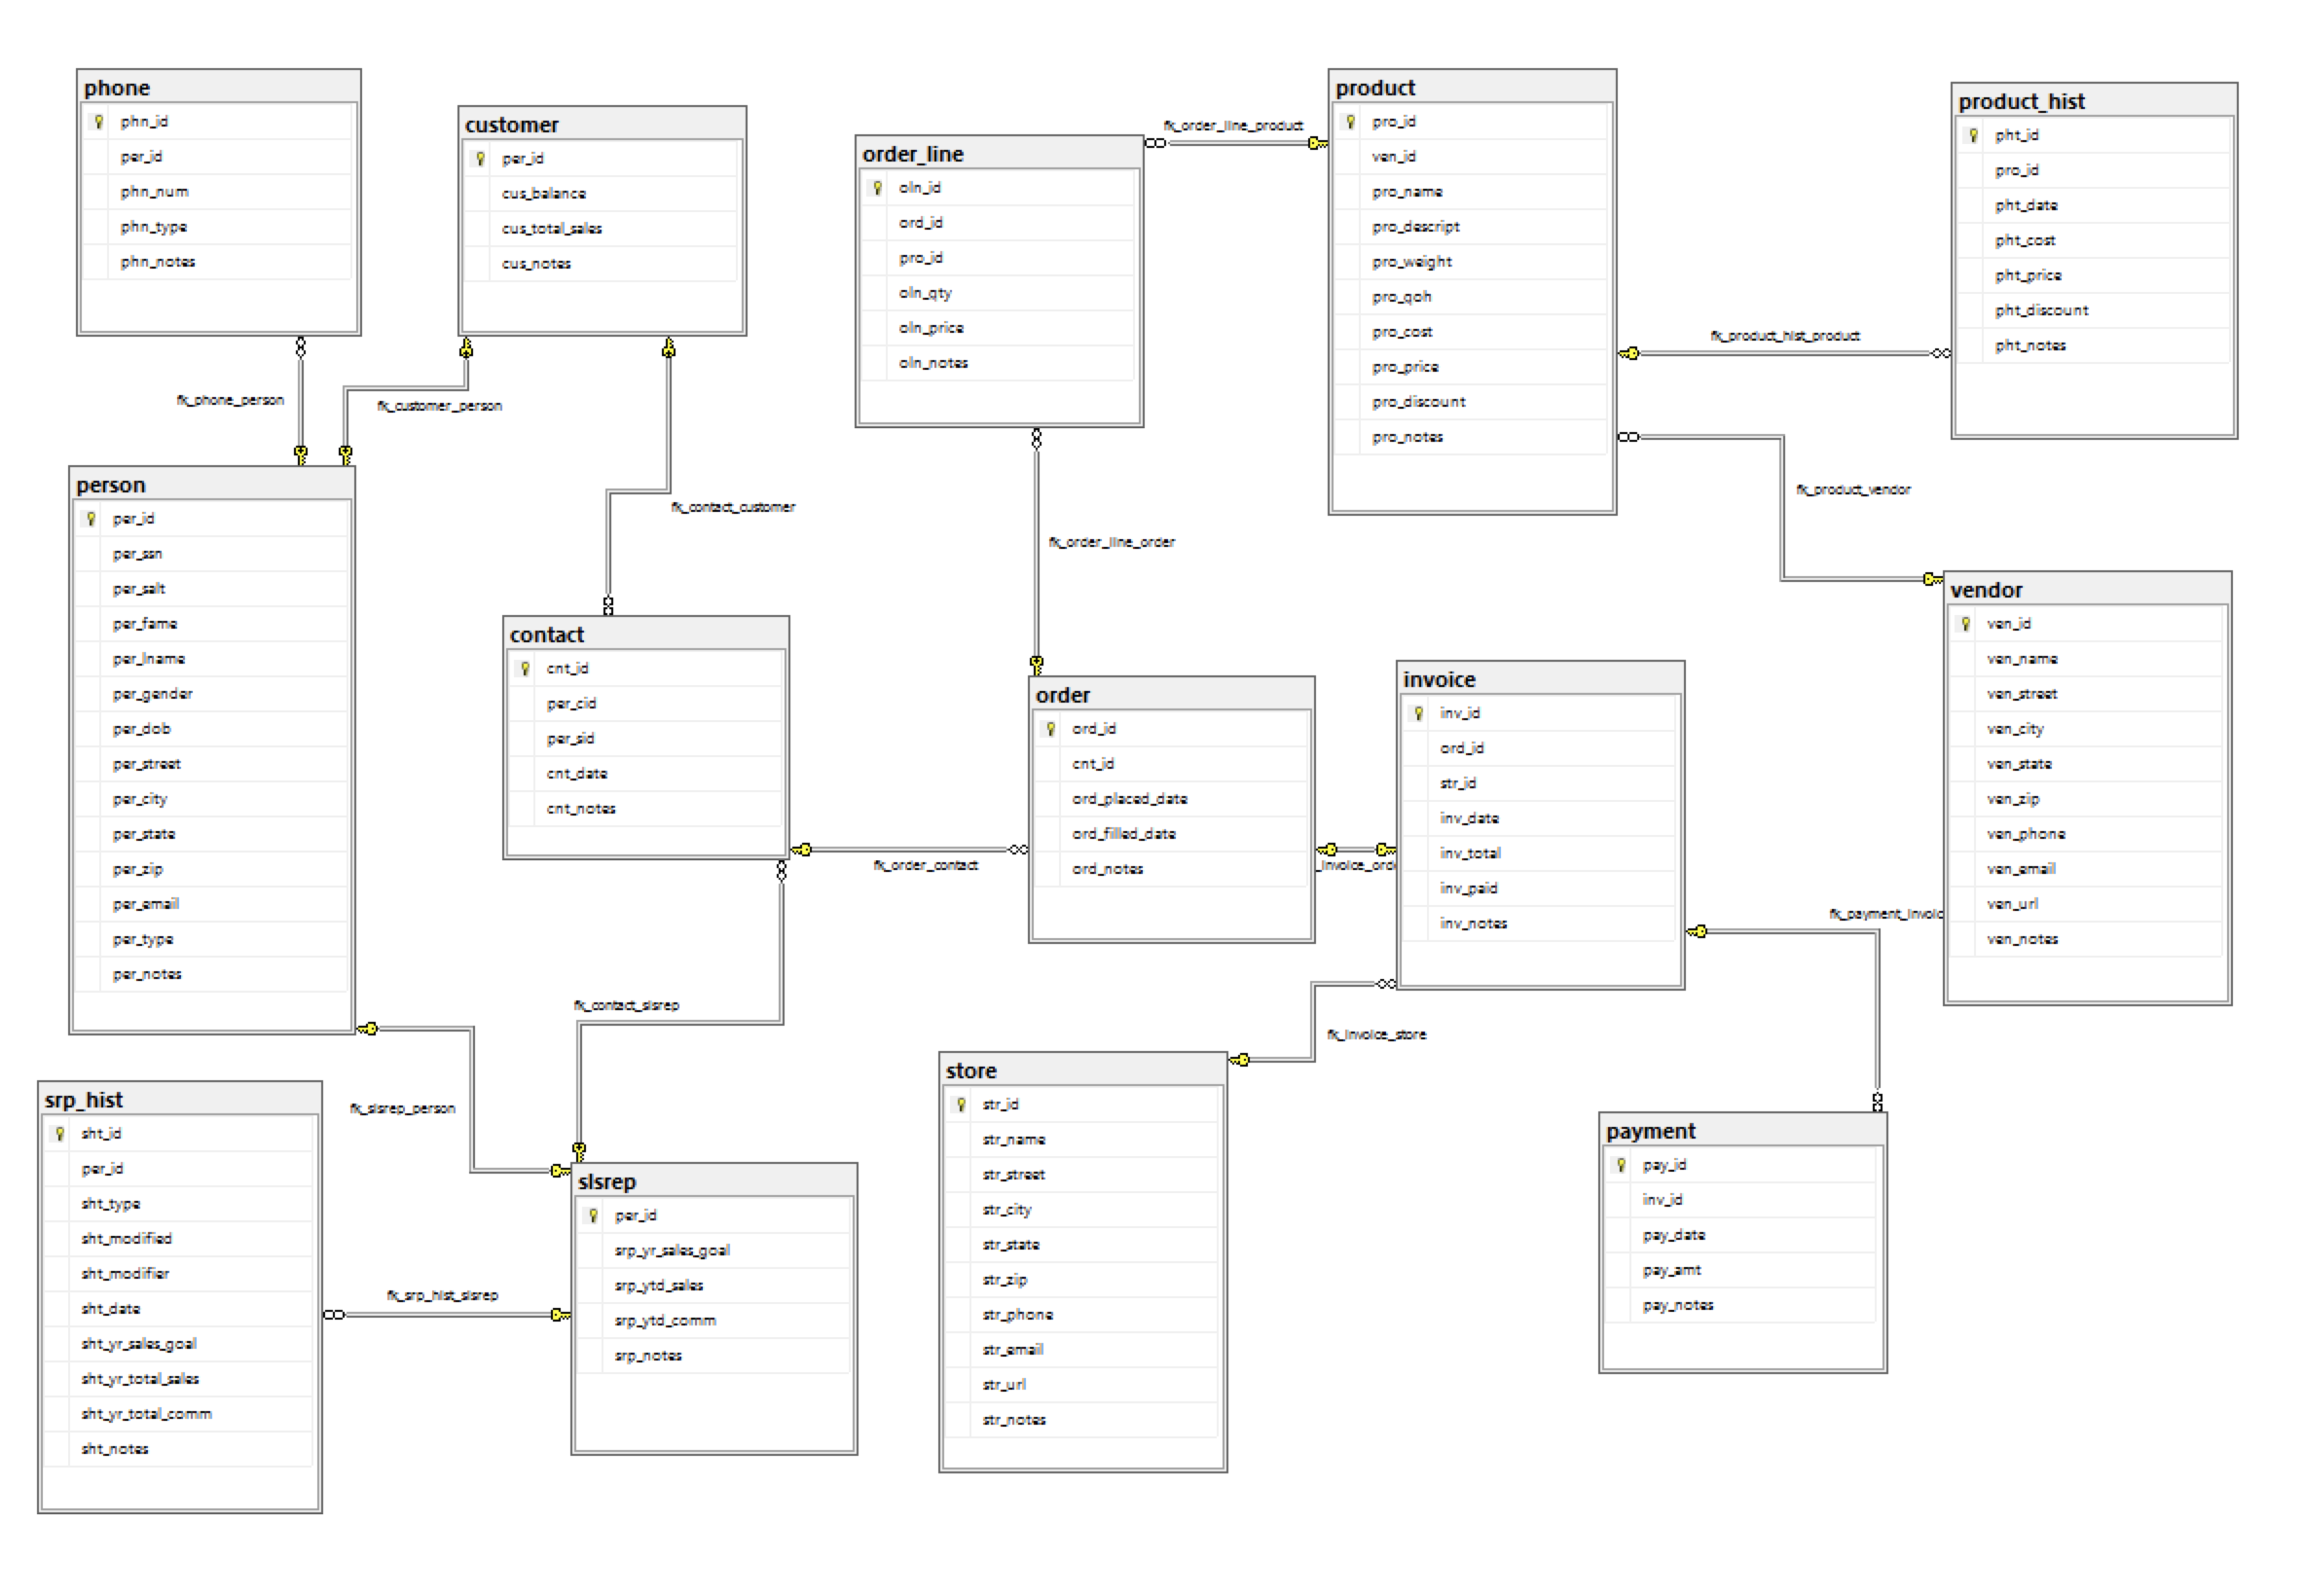 phone
phn_id
per_id
phn_num
phn_type
phn_notes
customer
per_id
cus_balance
cus_total_sales
cus_notes
order_line
oln_id
ord_id
pro_id
oln_qty
oln_price
oln_notes
fk_order_line_product
product
pro_id
ven_id
pro_name
pro_descript
pro_weight
pro_qoh
pro_cost
pro_price
pro_discount
pro_notes
product_hist
pht_id
pro_id
pht_date
pht_cost
pht_price
pht_discount
pht_notes
fk_product_hist_product
fk_phone_person
fk_customer_person
fk_contact_customer
fk_order_line_order
fk_product_vendor
person
per_id
per_ssn
per_salt
per_fame
per_lname
per_gender
per_dob
per_street
per_city
per_state
per_zip
per_email
per_type
per_notes
contact
cnt_id
per_cid
per_sid
cnt_date
cnt_notes
fk_order_contact
order
ord_id
cnt_id
ord_placed_date
ord_filled_date
ord_notes
_invoice_ord
invoice
inv_id
ord_id
str_id
inv_date
inv_total
inv_paid
inv_notes
vendor
ven_id
ven_name
ven_street
ven_city
ven_state
ven_zip
ven_phone
ven_email
ven_url
ven_notes
fk_payment_invoic
fk_contact_slsrep
fk_invoice_store
fk_slsrep_person
srp_hist
sht_id
per_id
sht_type
sht_modified
sht_modifier
sht_date
sht_yr_sales_goal
sht_yr_total_sales
sht_yr_total_comm
sht_notes
fk_srp_hist_slsrep
slsrep
per_id
srp_yr_sales_goal
srp_ytd_sales
srp_ytd_comm
srp_notes
store
str_id
str_name
str_street
str_city
str_state
str_zip
str_phone
str_email
str_url
str_notes
payment
pay_id
inv_id
pay_date
pay_amt
pay_notes